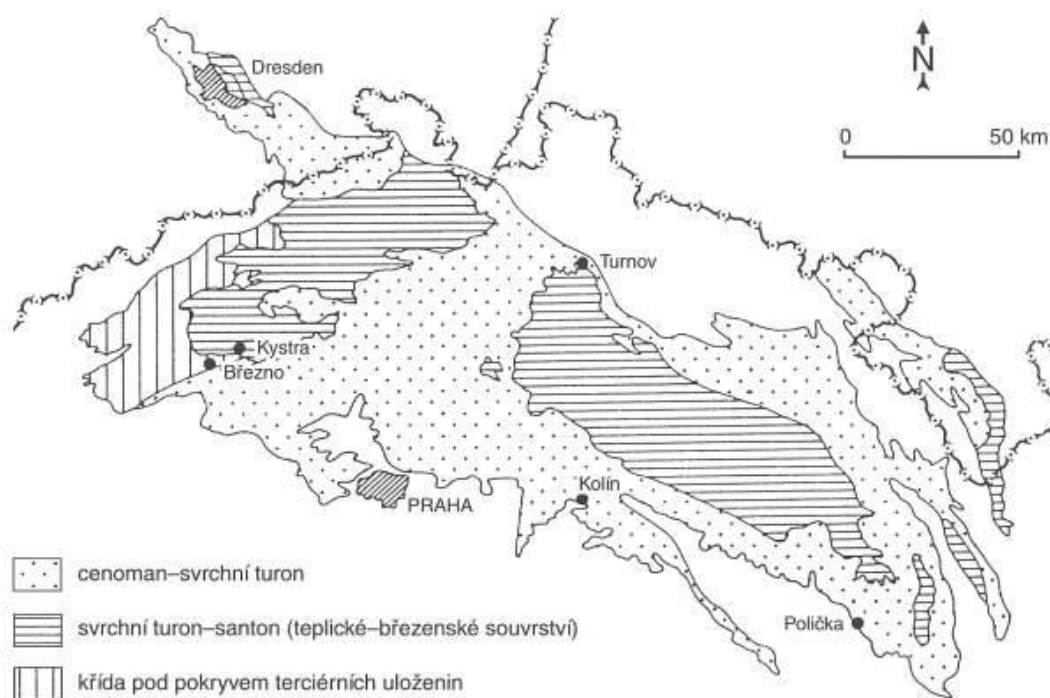 Dresden
N
0 50 km
Turnov
Kystra
Březno
Kolín
PRAHA
Polička
cenoman–svrchní turon
svrchní turon–santon (teplické–březenské souvrství)
křída pod pokryvem terciérních uloženin